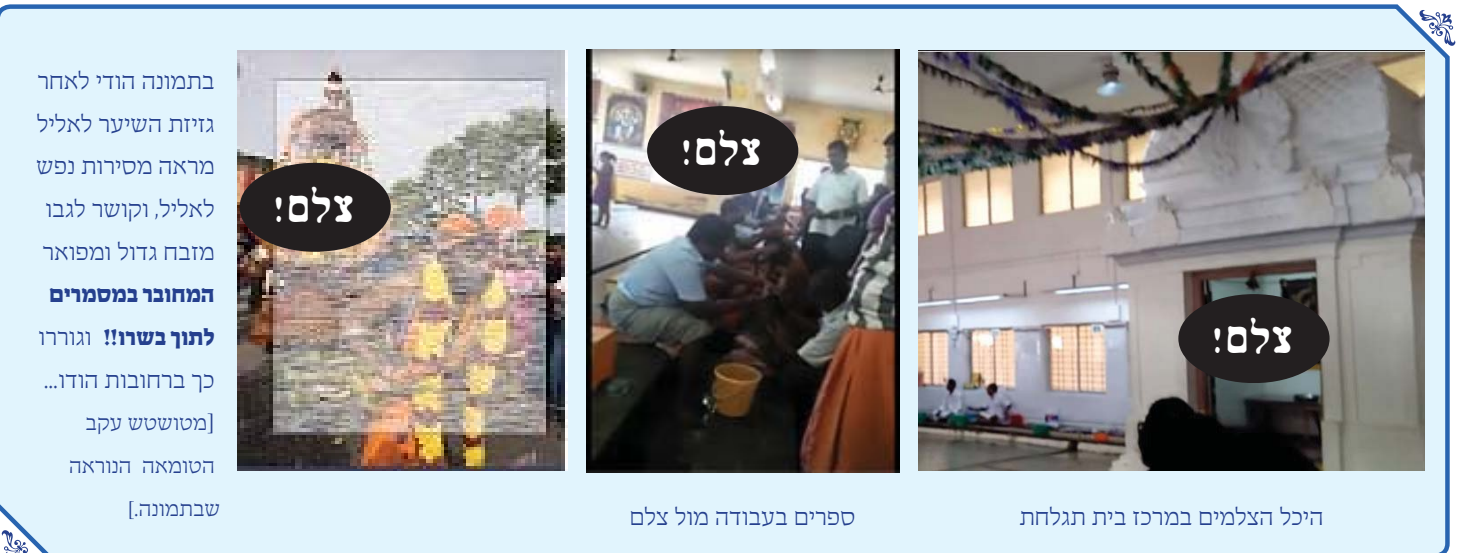 צלם!
צלם!
צלם!
היכל הצלמים במרכז בית תגלחת
ספרים בעבודה מול צלם
בתמונה הודי לאחר
גזיזת השיער לאליל
מראה מסירות נפש
לאליל, וקושר לגבו
מזבח גדול ומפואר
המחובר במסמרים
לתוך בשרו!! וגוררו
כך ברחובות הודו...
[מטושטש עקב
הטומאה הנוראה
שבתמונה.]